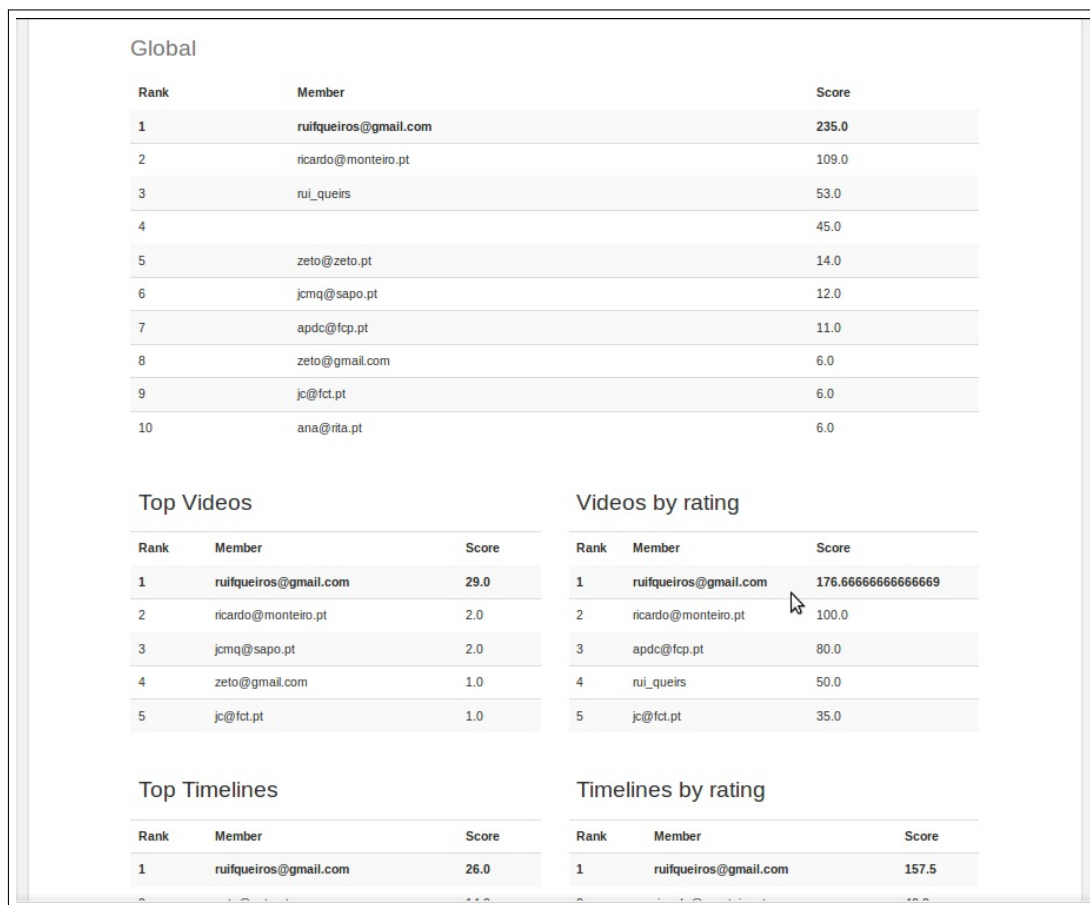 Global
Rank Member Score
1 ruifqueiros@gmail.com 235.0
2 ricardo@monteiro.pt 109.0
3 rui_queirs 53.0
4 45.0
5 zeto@zeto.pt 14.0
6 jcmq@sapo.pt 12.0
7 apdc@fcp.pt 11.0
8 zeto@gmail.com 6.0
9 jc@fct.pt 6.0
10 ana@rita.pt 6.0
Top Videos
Rank Member Score
1 ruifqueiros@gmail.com 29.0
2 ricardo@monteiro.pt 2.0
3 jcmq@sapo.pt 2.0
4 zeto@gmail.com 1.0
5 jc@fct.pt 1.0
Videos by rating
Rank Member Score
1 ruifqueiros@gmail.com 176.66666666666669
2 ricardo@monteiro.pt 100.0
3 apdc@fcp.pt 80.0
4 rui_queirs 50.0
5 jc@fct.pt 35.0
Top Timelines
Rank Member Score
1 ruifqueiros@gmail.com 26.0
Timelines by rating
Rank Member Score
1 ruifqueiros@gmail.com 157.5